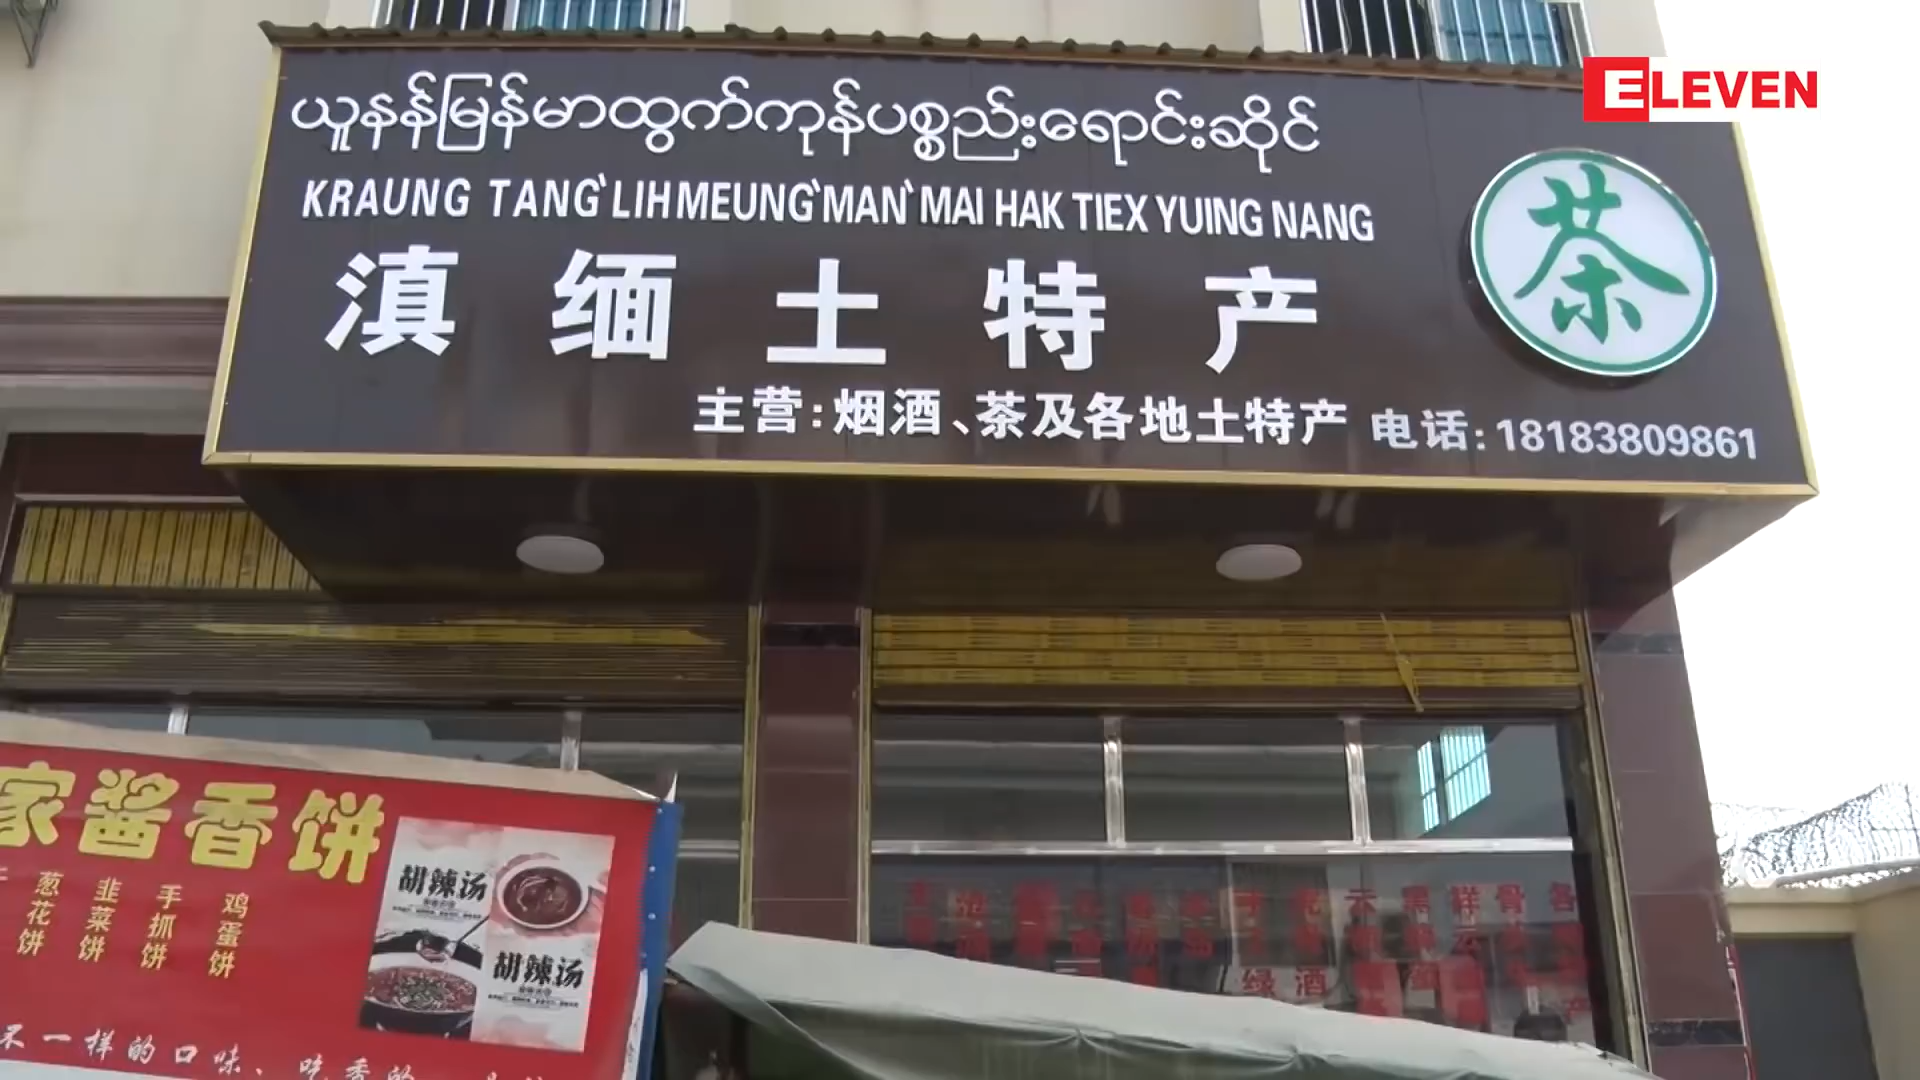 ယူနန်မြန်မာထွက်ကုန်ပစ္စည်းရောင်းဆိုင်
KRAUNG TANG`LIHMEUNG`MAN`MAI HAK TIEX YUING NANG
滇缅土特产
茶
主营:烟酒、茶及各地土特产 电话:18183809861
ELEVEN
家酱香饼
葱花饼
韭菜饼
手抓饼
鸡蛋饼
胡辣汤
胡辣汤
不一样的口味、
绿 酒